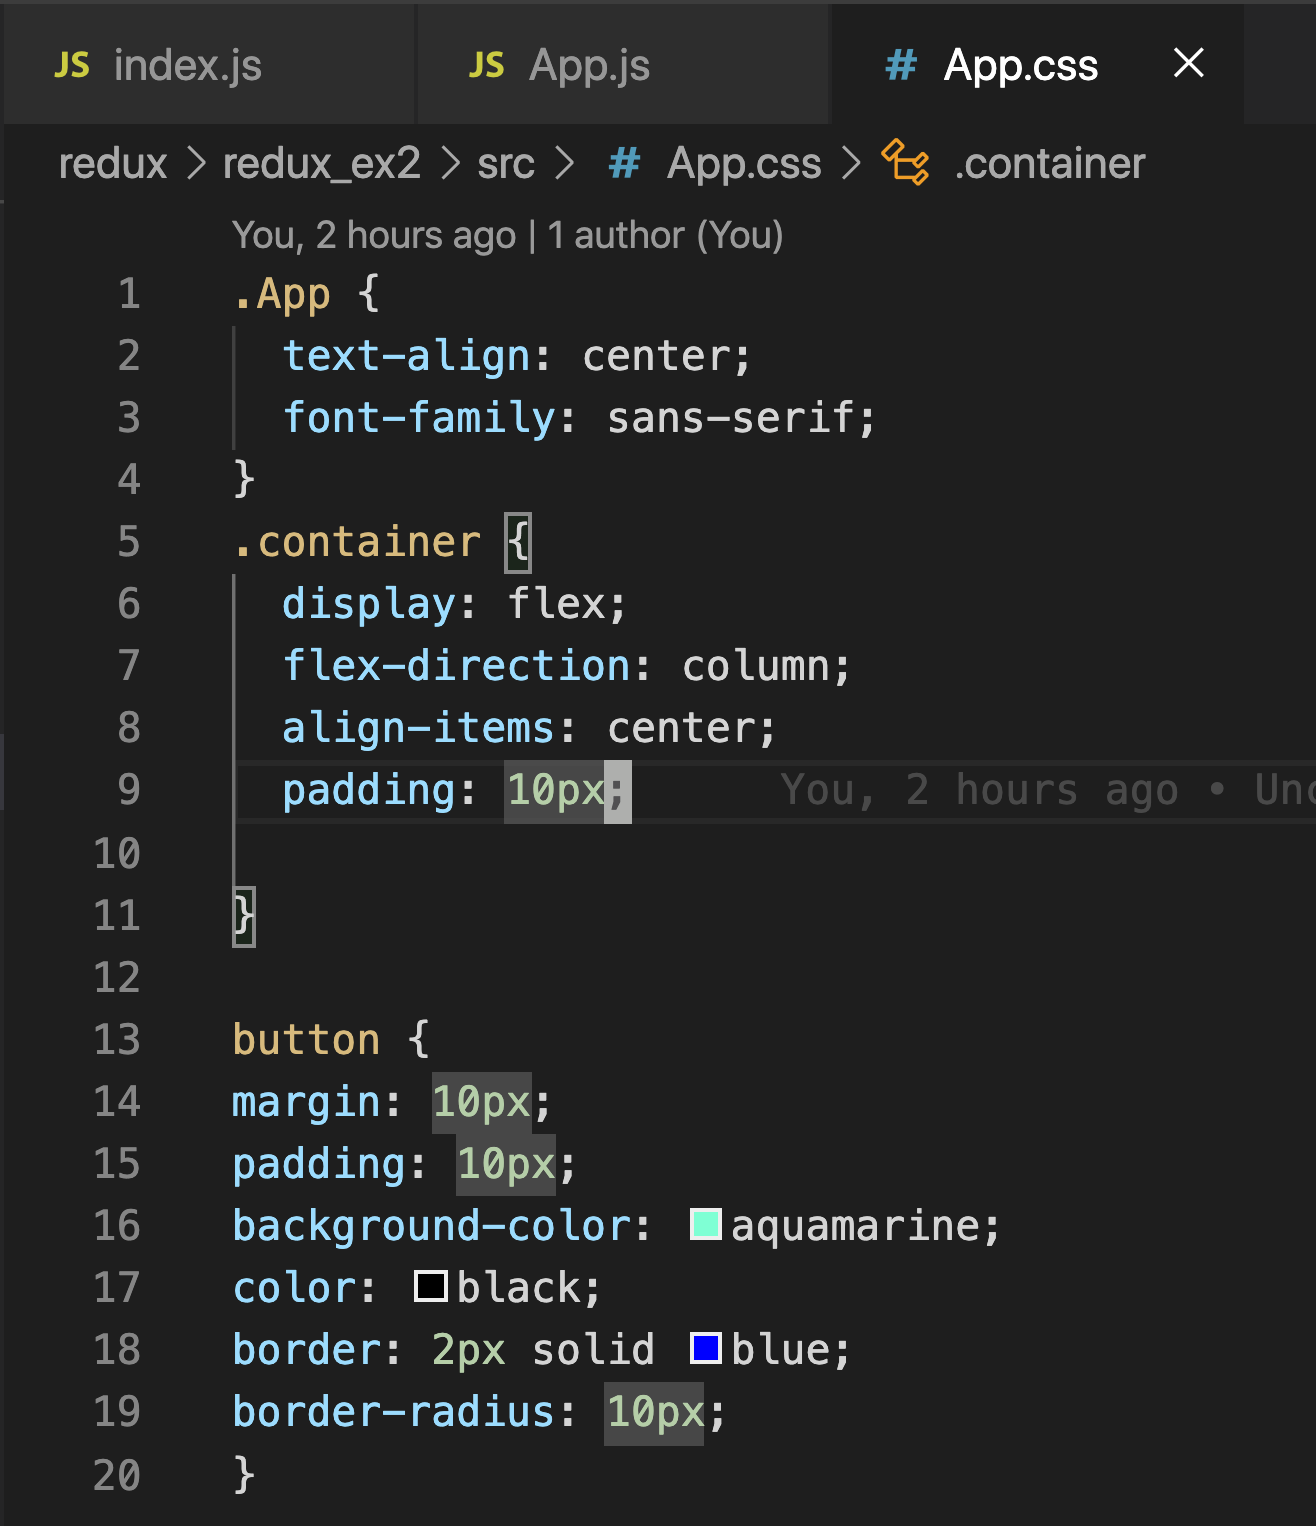 JS index.js JS App.js # App.css ×
redux > redux_ex2 > src > # App.css > .container
You, 2 hours ago | 1 author (You)
1 .App {
2   text-align: center;
3   font-family: sans-serif;
4 }
5 .container {
6   display: flex;
7   flex-direction: column;
8   align-items: center;
9   padding: 10px; You, 2 hours ago •
10
11 }
12
13 button {
14 margin: 10px;
15 padding: 10px;
16 background-color: aquamarine;
17 color: black;
18 border: 2px solid blue;
19 border-radius: 10px;
20 }